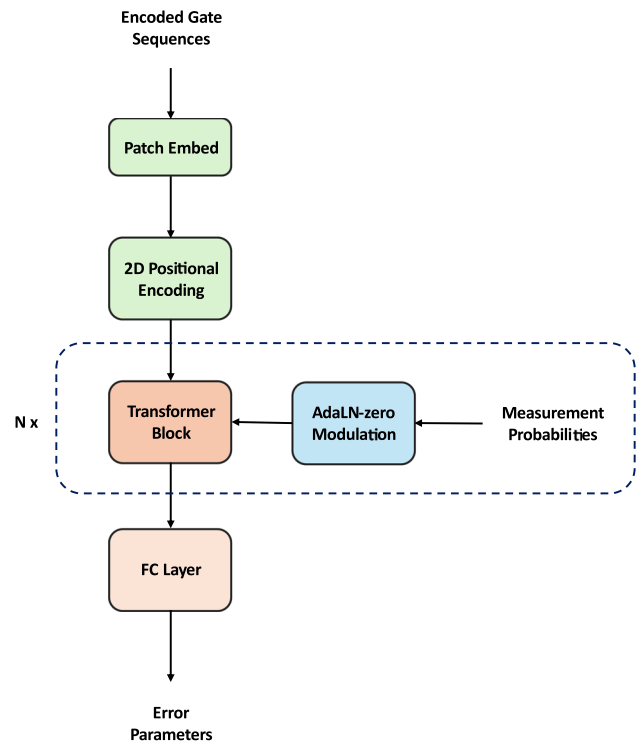 Encoded Gate
Sequences
Patch Embed
2D Positional
Encoding
N x
Transformer
Block
AdaLN-zero
Modulation
Measurement
Probabilities
FC Layer
Error
Parameters